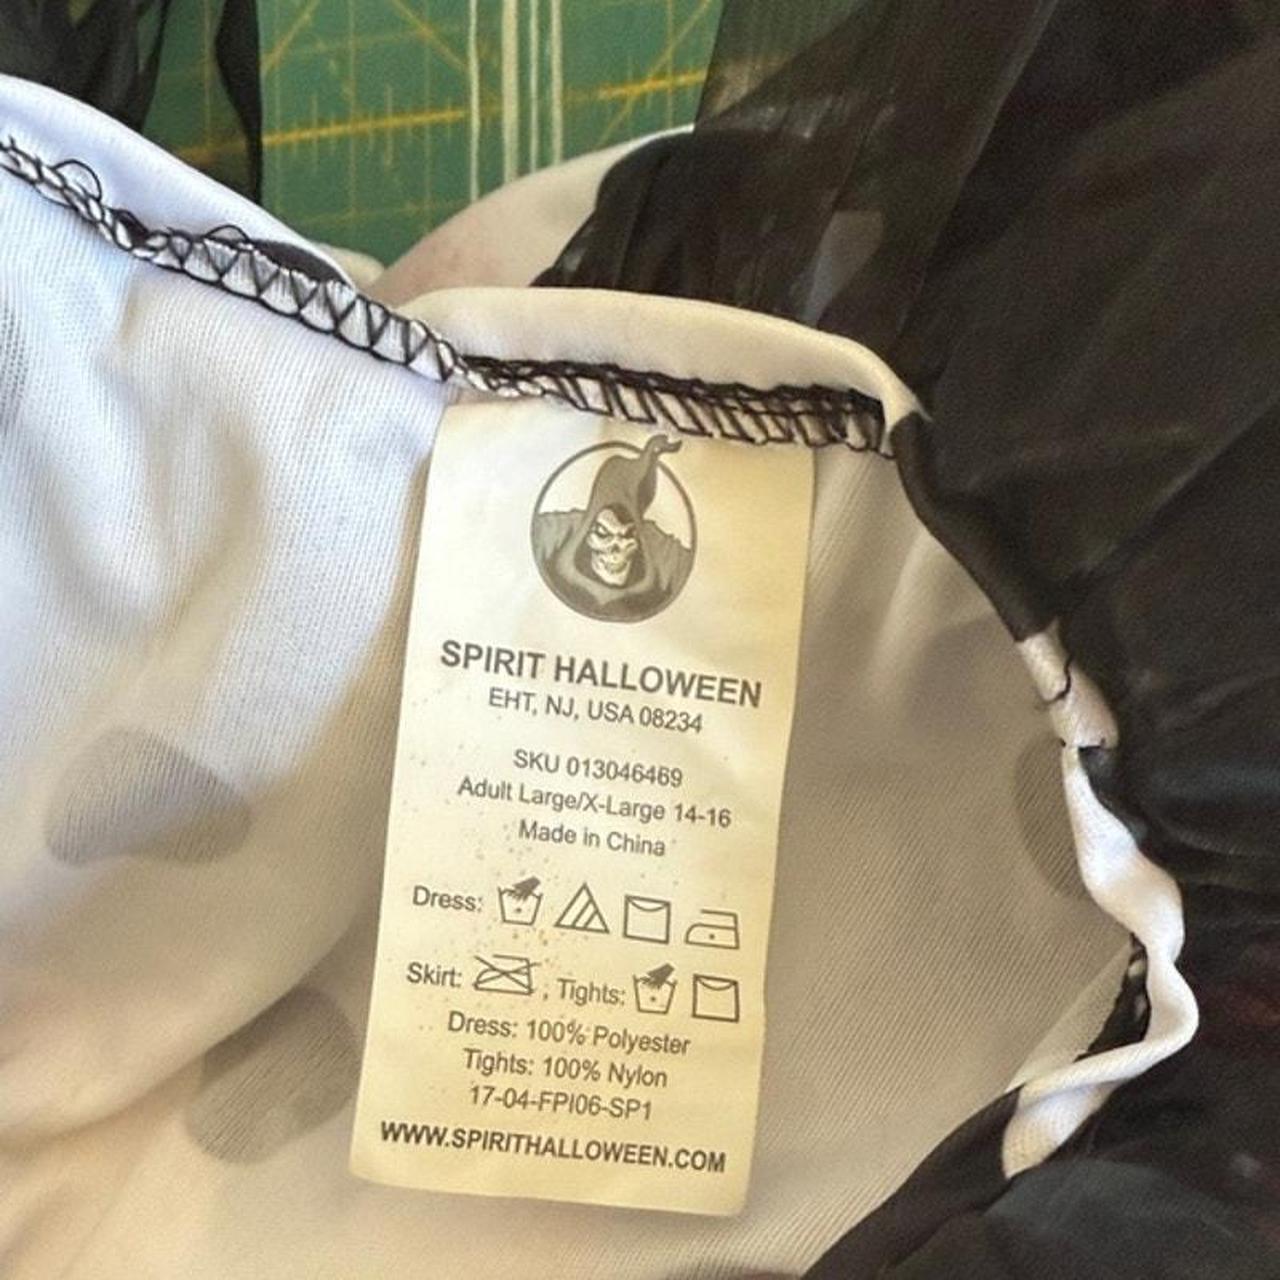 SPIRIT HALLOWEEN
EHT, NJ, USA 08234
SKU 013046469
Adult Large/X-Large 14-16
Made in China
Dress:
Skirt: ; Tights:
Dress: 100% Polyester
Tights: 100% Nylon
17-04-FPI06-SP1
WWW.SPIRITHALLOWEEN.COM